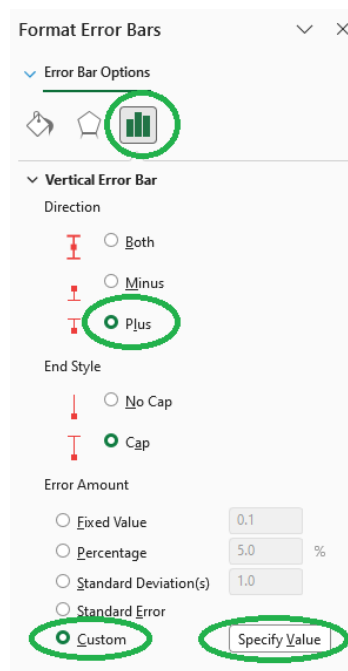 Format Error Bars
Error Bar Options
Vertical Error Bar
Direction
Both
Minus
Plus
End Style
No Cap
Cap
Error Amount
Fixed Value 0.1
Percentage 5.0 %
Standard Deviation(s) 1.0
Standard Error
Custom Specify Value